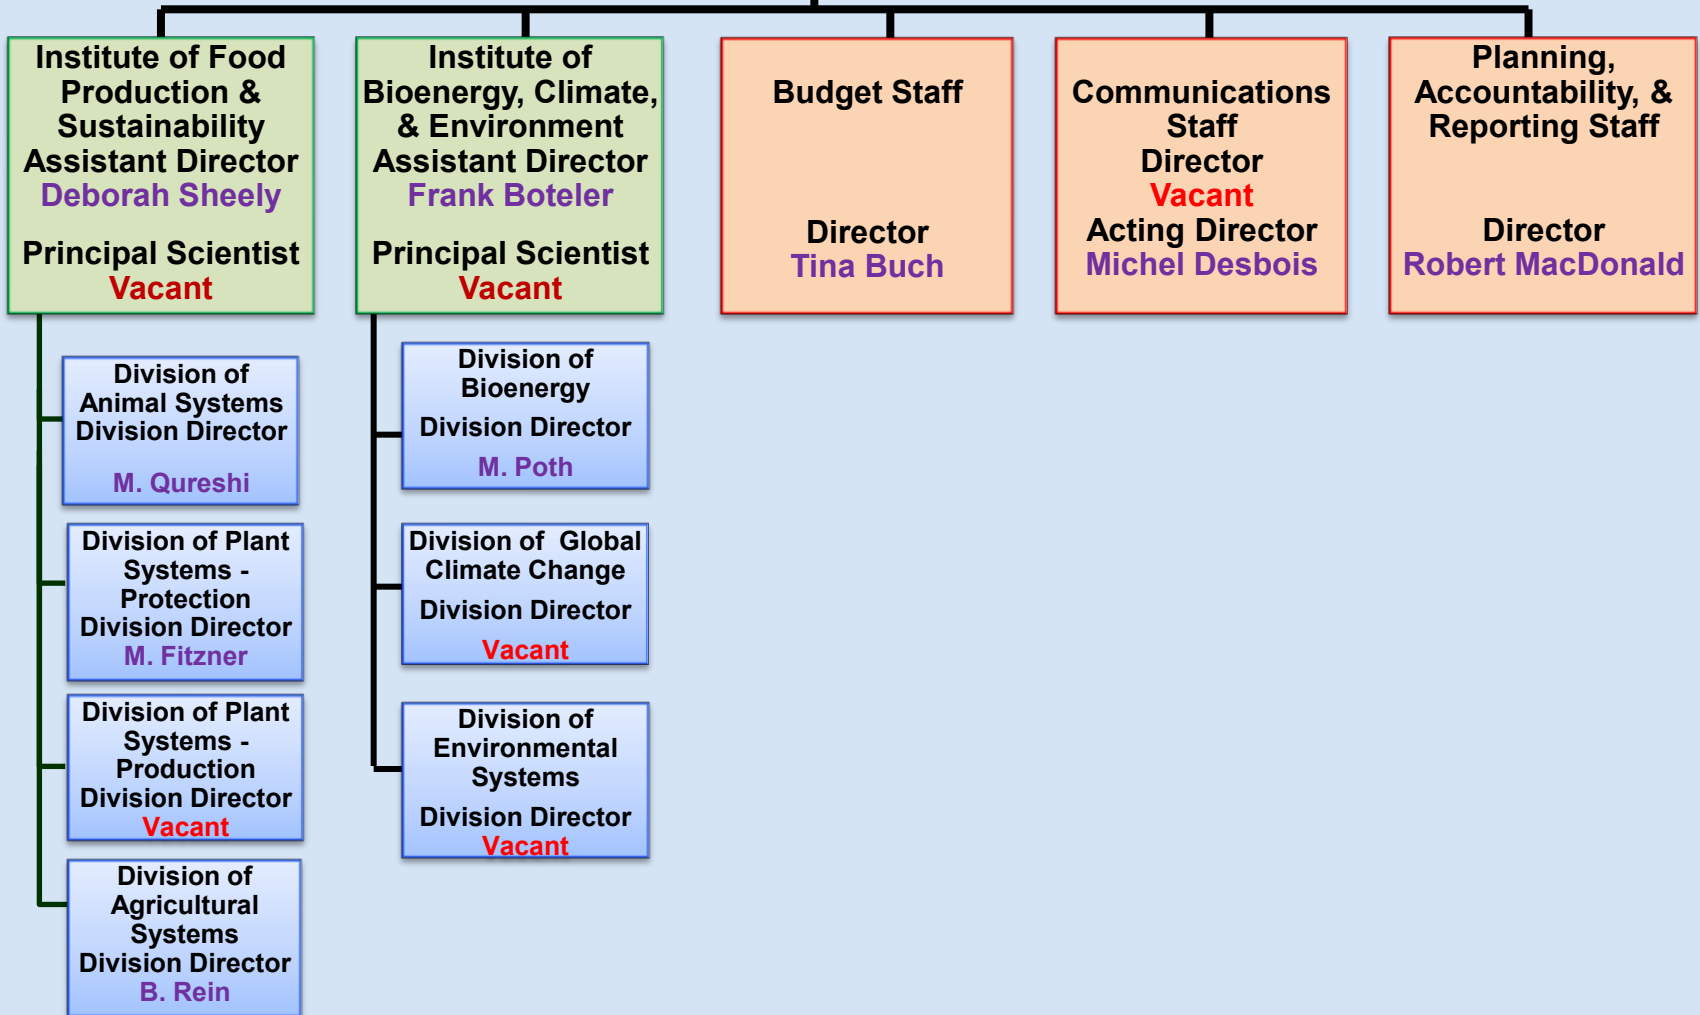 Institute of Food
Production &
Sustainability
Assistant Director
Deborah Sheely
Principal Scientist
Vacant
Institute of
Bioenergy, Climate,
& Environment
Assistant Director
Frank Boteler
Principal Scientist
Vacant
Budget Staff
Director
Tina Buch
Communications
Staff
Director
Vacant
Acting Director
Michel Desbois
Planning,
Accountability, &
Reporting Staff
Director
Robert MacDonald
Division of
Animal Systems
Division Director
M. Qureshi
Division of Plant
Systems -
Protection
Division Director
M. Fitzner
Division of Plant
Systems -
Production
Division Director
Vacant
Division of
Agricultural
Systems
Division Director
B. Rein
Division of
Bioenergy
Division Director
M. Poth
Division of Global
Climate Change
Division Director
Vacant
Division of
Environmental
Systems
Division Director
Vacant